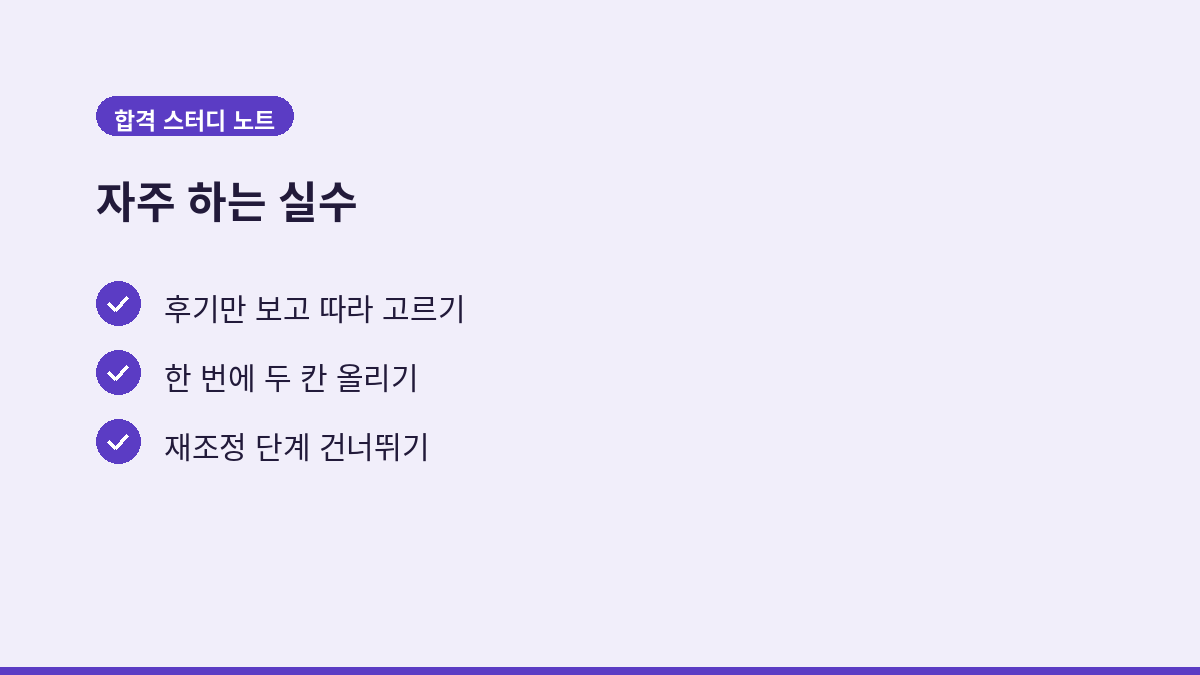 합격 스터디 노트
자주 하는 실수
후기만 보고 따라 고르기
한 번에 두 칸 올리기
재조정 단계 건너뛰기